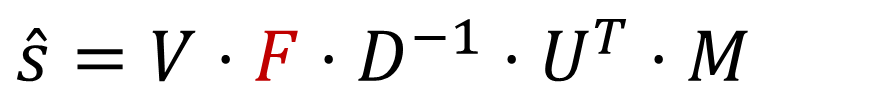 ŝ = V · F · D⁻¹ · Uᵀ · M